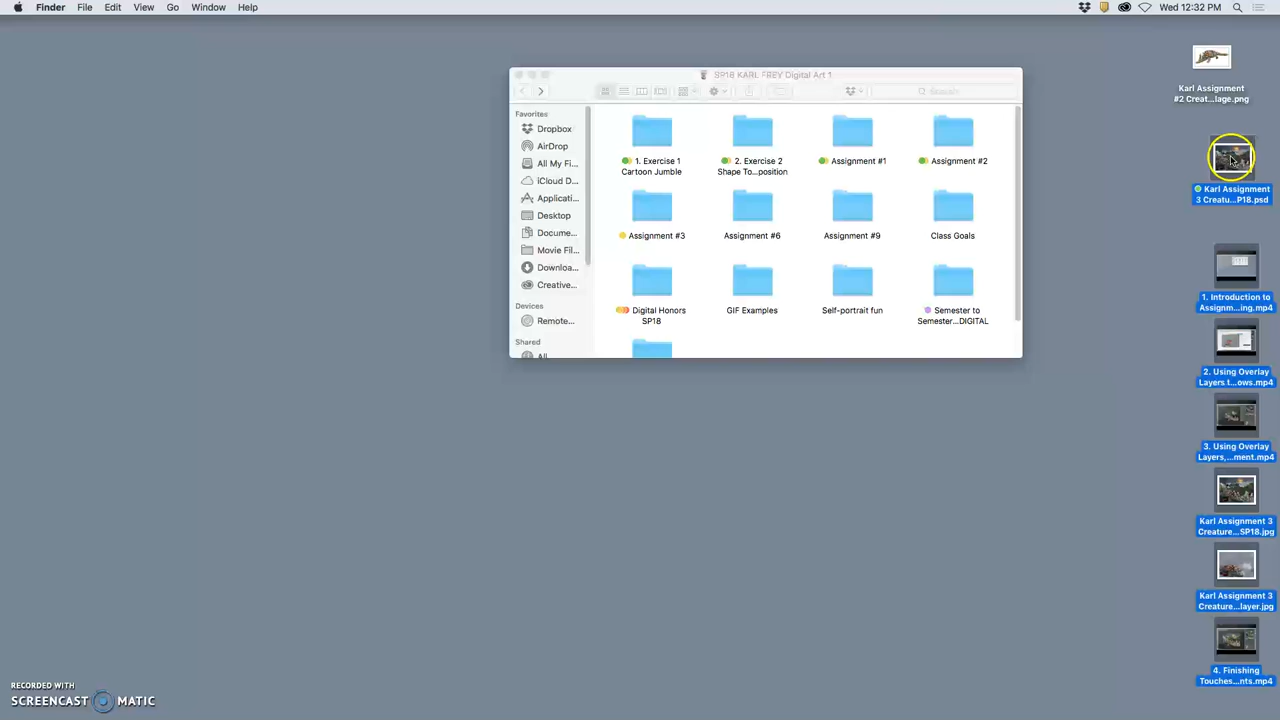 Finder File Edit View Go Window Help
Wed 12:32 PM
SP18 KARL FREY Digital Art 1
Search
Favorites
Dropbox
AirDrop
All My Fi...
iCloud D...
Applicati...
Desktop
Docume...
Movie Fil...
Downloa...
Creative...
Devices
Remote...
Shared
All
1. Exercise 1
Cartoon Jumble
2. Exercise 2
Shape To...position
Assignment #1
Assignment #2
Assignment #3
Assignment #6
Assignment #9
Class Goals
Digital Honors
SP18
GIF Examples
Self-portrait fun
Semester to
Semester...DIGITAL
Karl Assignment
#2 Creat...lage.png
Karl Assignment
3 Creatu...P18.psd
1. Introduction to
Assignm...ing.mp4
2. Using Overlay
Layers t...ows.mp4
3. Using Overlay
Layers,...ment.mp4
Karl Assignment 3
Creature...SP18.jpg
Karl Assignment 3
Creature...layer.jpg
4. Finishing
Touches...nts.mp4
RECORDED WITH
SCREENCAST MATIC